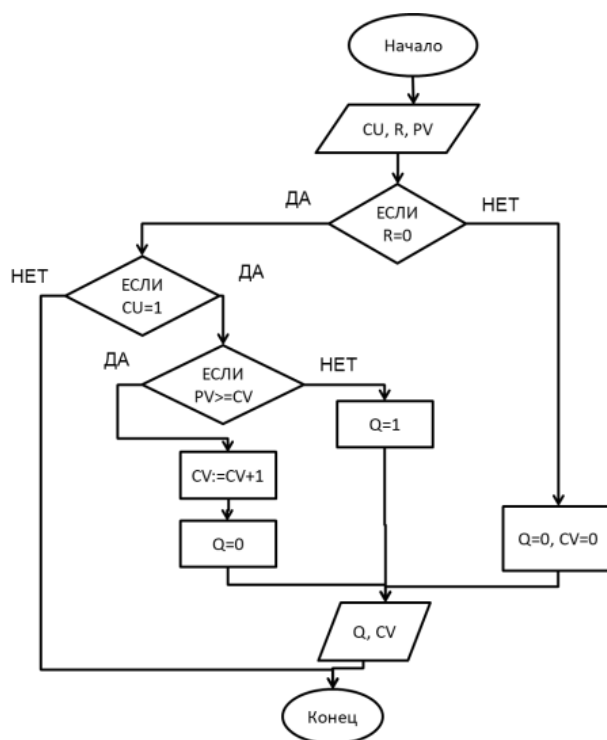 Начало
CU, R, PV
ДА
ЕСЛИ
R=0
НЕТ
НЕТ
ЕСЛИ
CU=1
ДА
ДА
ЕСЛИ
PV>=CV
НЕТ
Q=1
CV:=CV+1
Q=0
Q=0, CV=0
Q, CV
Конец